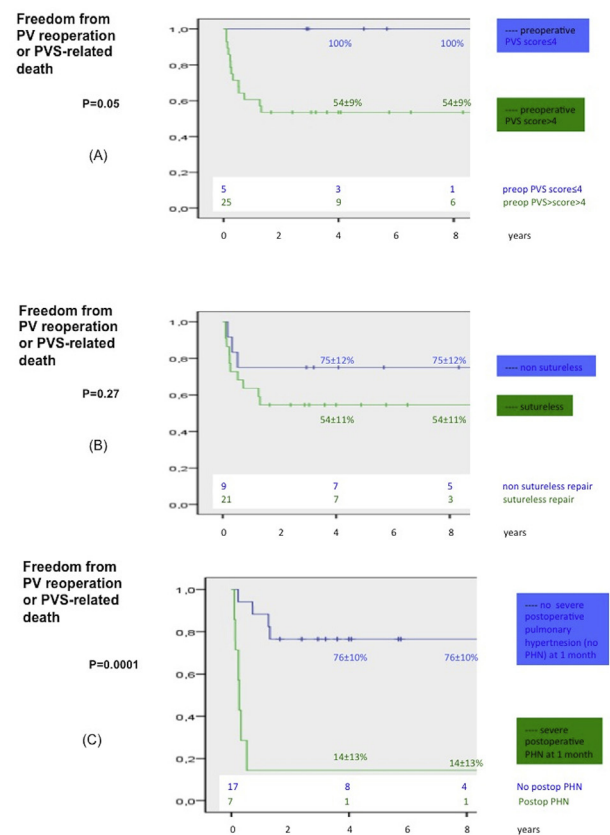 Freedom from
PV reoperation
or PVS-related
death
P=0.05
(A)
1,0
0,8
0,6
0,4
0,2
0,0
100%
100%
54±9%
54±9%
5
3
1
25
9
6
0
2
4
6
8
years
---- preoperative
PVS score≤4
---- preoperative
PVS score>4
preop PVS score≤4
preop PVS>score>4
Freedom from
PV reoperation
or PVS-related
death
P=0.27
(B)
1,0
0,8
0,6
0,4
0,2
0,0
75±12%
75±12%
54±11%
54±11%
9
7
5
21
7
3
0
2
4
6
8
years
---- non sutureless
---- sutureless
non sutureless repair
sutureless repair
Freedom from
PV reoperation
or PVS-related
death
P=0.0001
(C)
1,0
0,8
0,6
0,4
0,2
0,0
76±10%
76±10%
14±13%
14±13%
17
8
4
7
1
1
0
2
4
6
8
years
---- no severe
postoperative
pulmonary
hypertnesion (no
PHN) at 1 month
---- severe
postoperative
PHN at 1 month
No postop PHN
Postop PHN